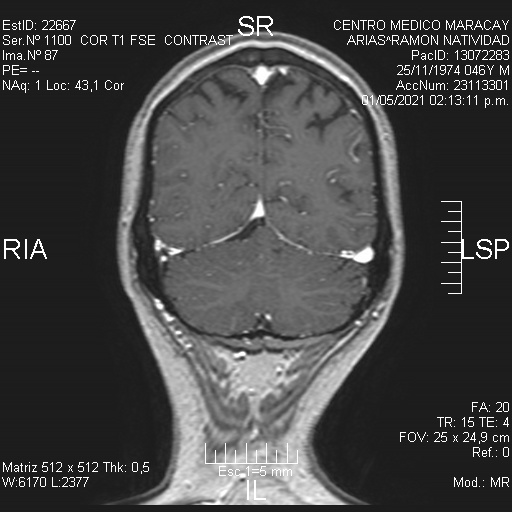 EstID: 22667
Ser.Nº 1100 COR T1 FSE CONTRAST
Ima.Nº 87
PE= --
NAq: 1 Loc: 43,1 Cor
SR
CENTRO MEDICO MARACAY
ARIAS^RAMON NATIVIDAD
PacID: 13072283
25/11/1974 046Y M
AccNum: 23113301
01/05/2021 02:13:11 p.m.
RIA
LSP
FA: 20
TR: 15 TE: 4
FOV: 25 x 24,9 cm
Ref.: 0
Mod.: MR
Matriz 512 x 512 Thk: 0,5
W:6170 L:2377
Esc 1=5 mm
IL